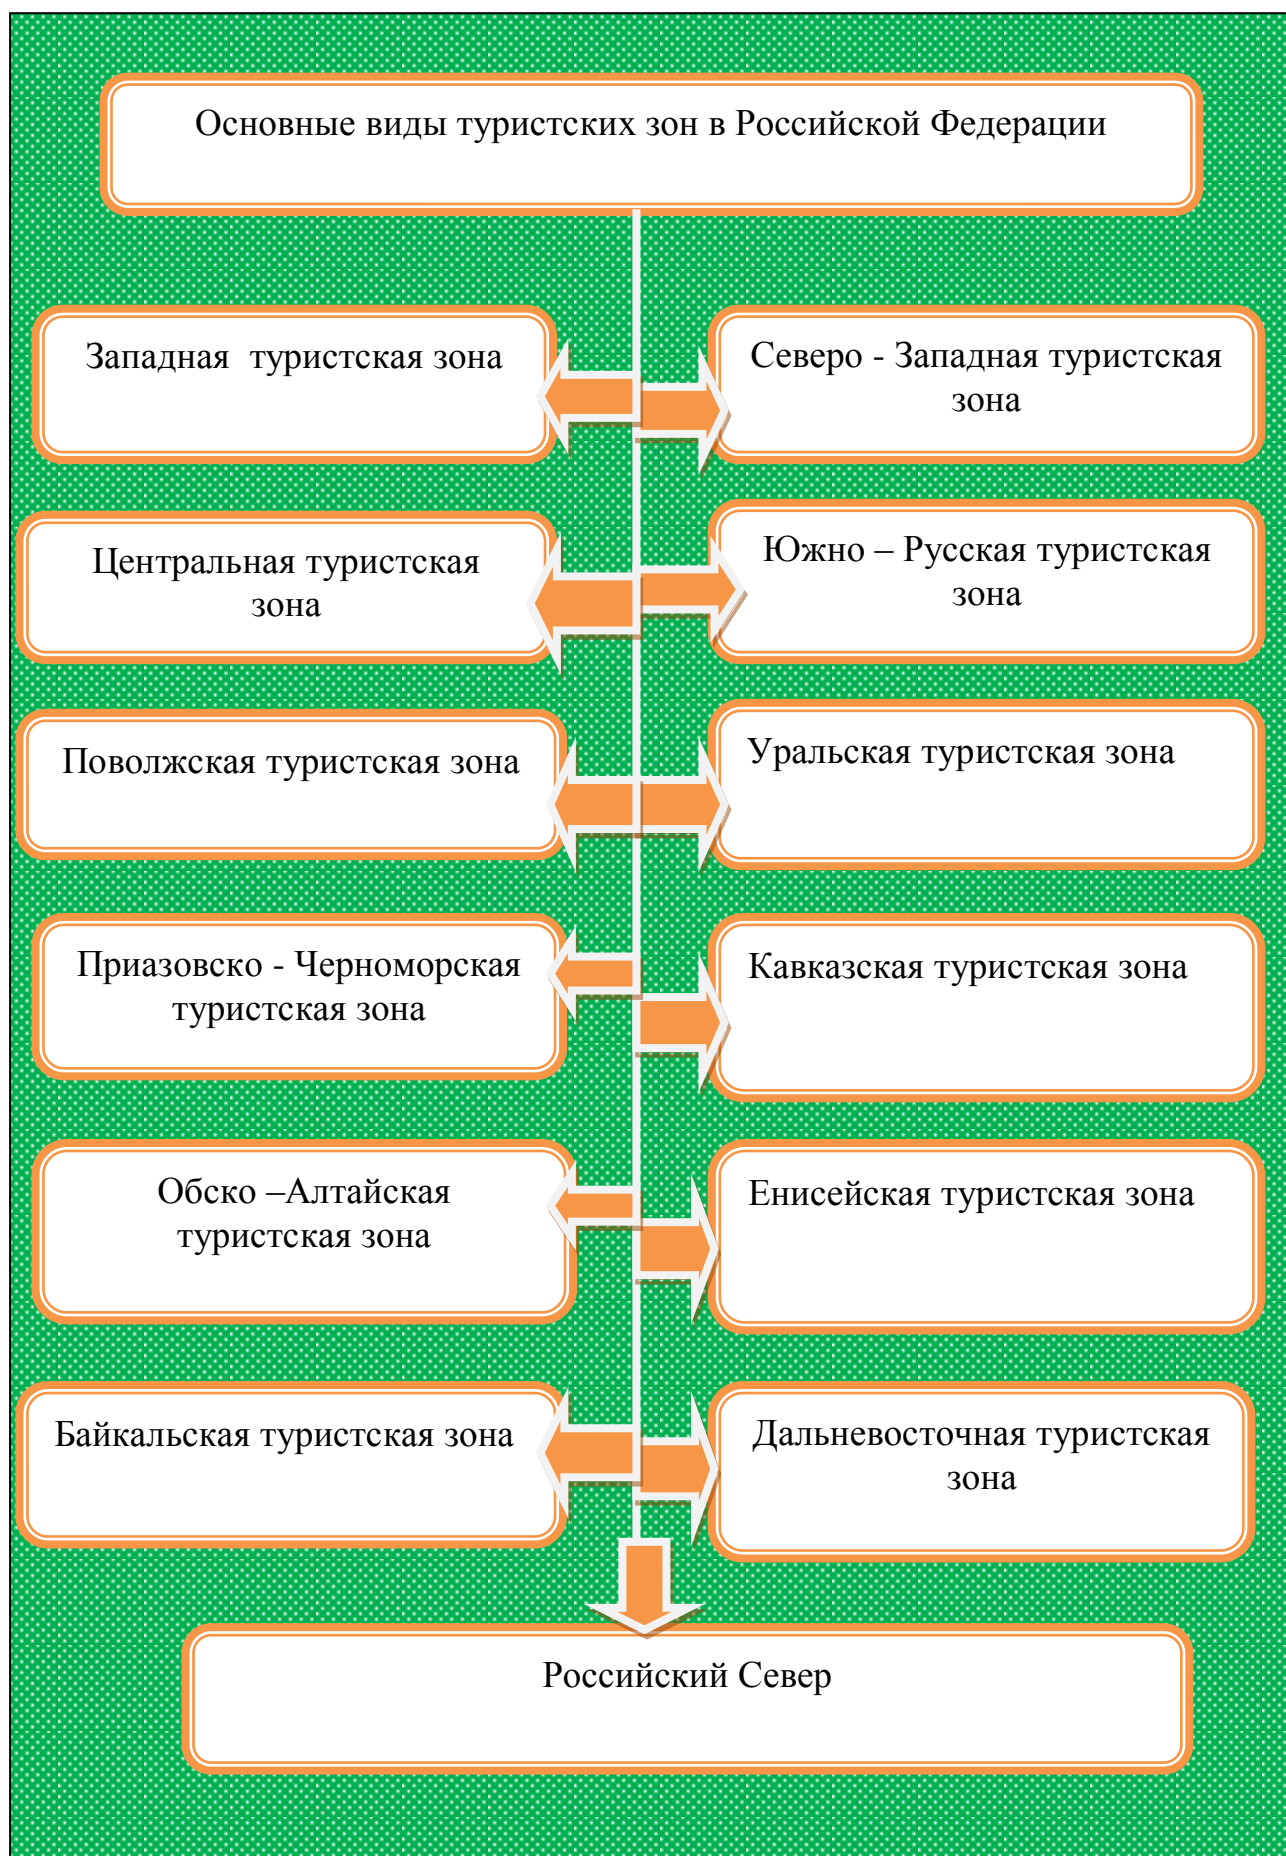 Основные виды туристских зон в Российской Федерации
Западная  туристская зона
Северо - Западная туристская
зона
Центральная туристская
зона
Южно – Русская туристская
зона
Поволжская туристская зона
Уральская туристская зона
Приазовско - Черноморская
туристская зона
Кавказская туристская зона
Обско –Алтайская
туристская зона
Енисейская туристская зона
Байкальская туристская зона
Дальневосточная туристская
зона
Российский Север